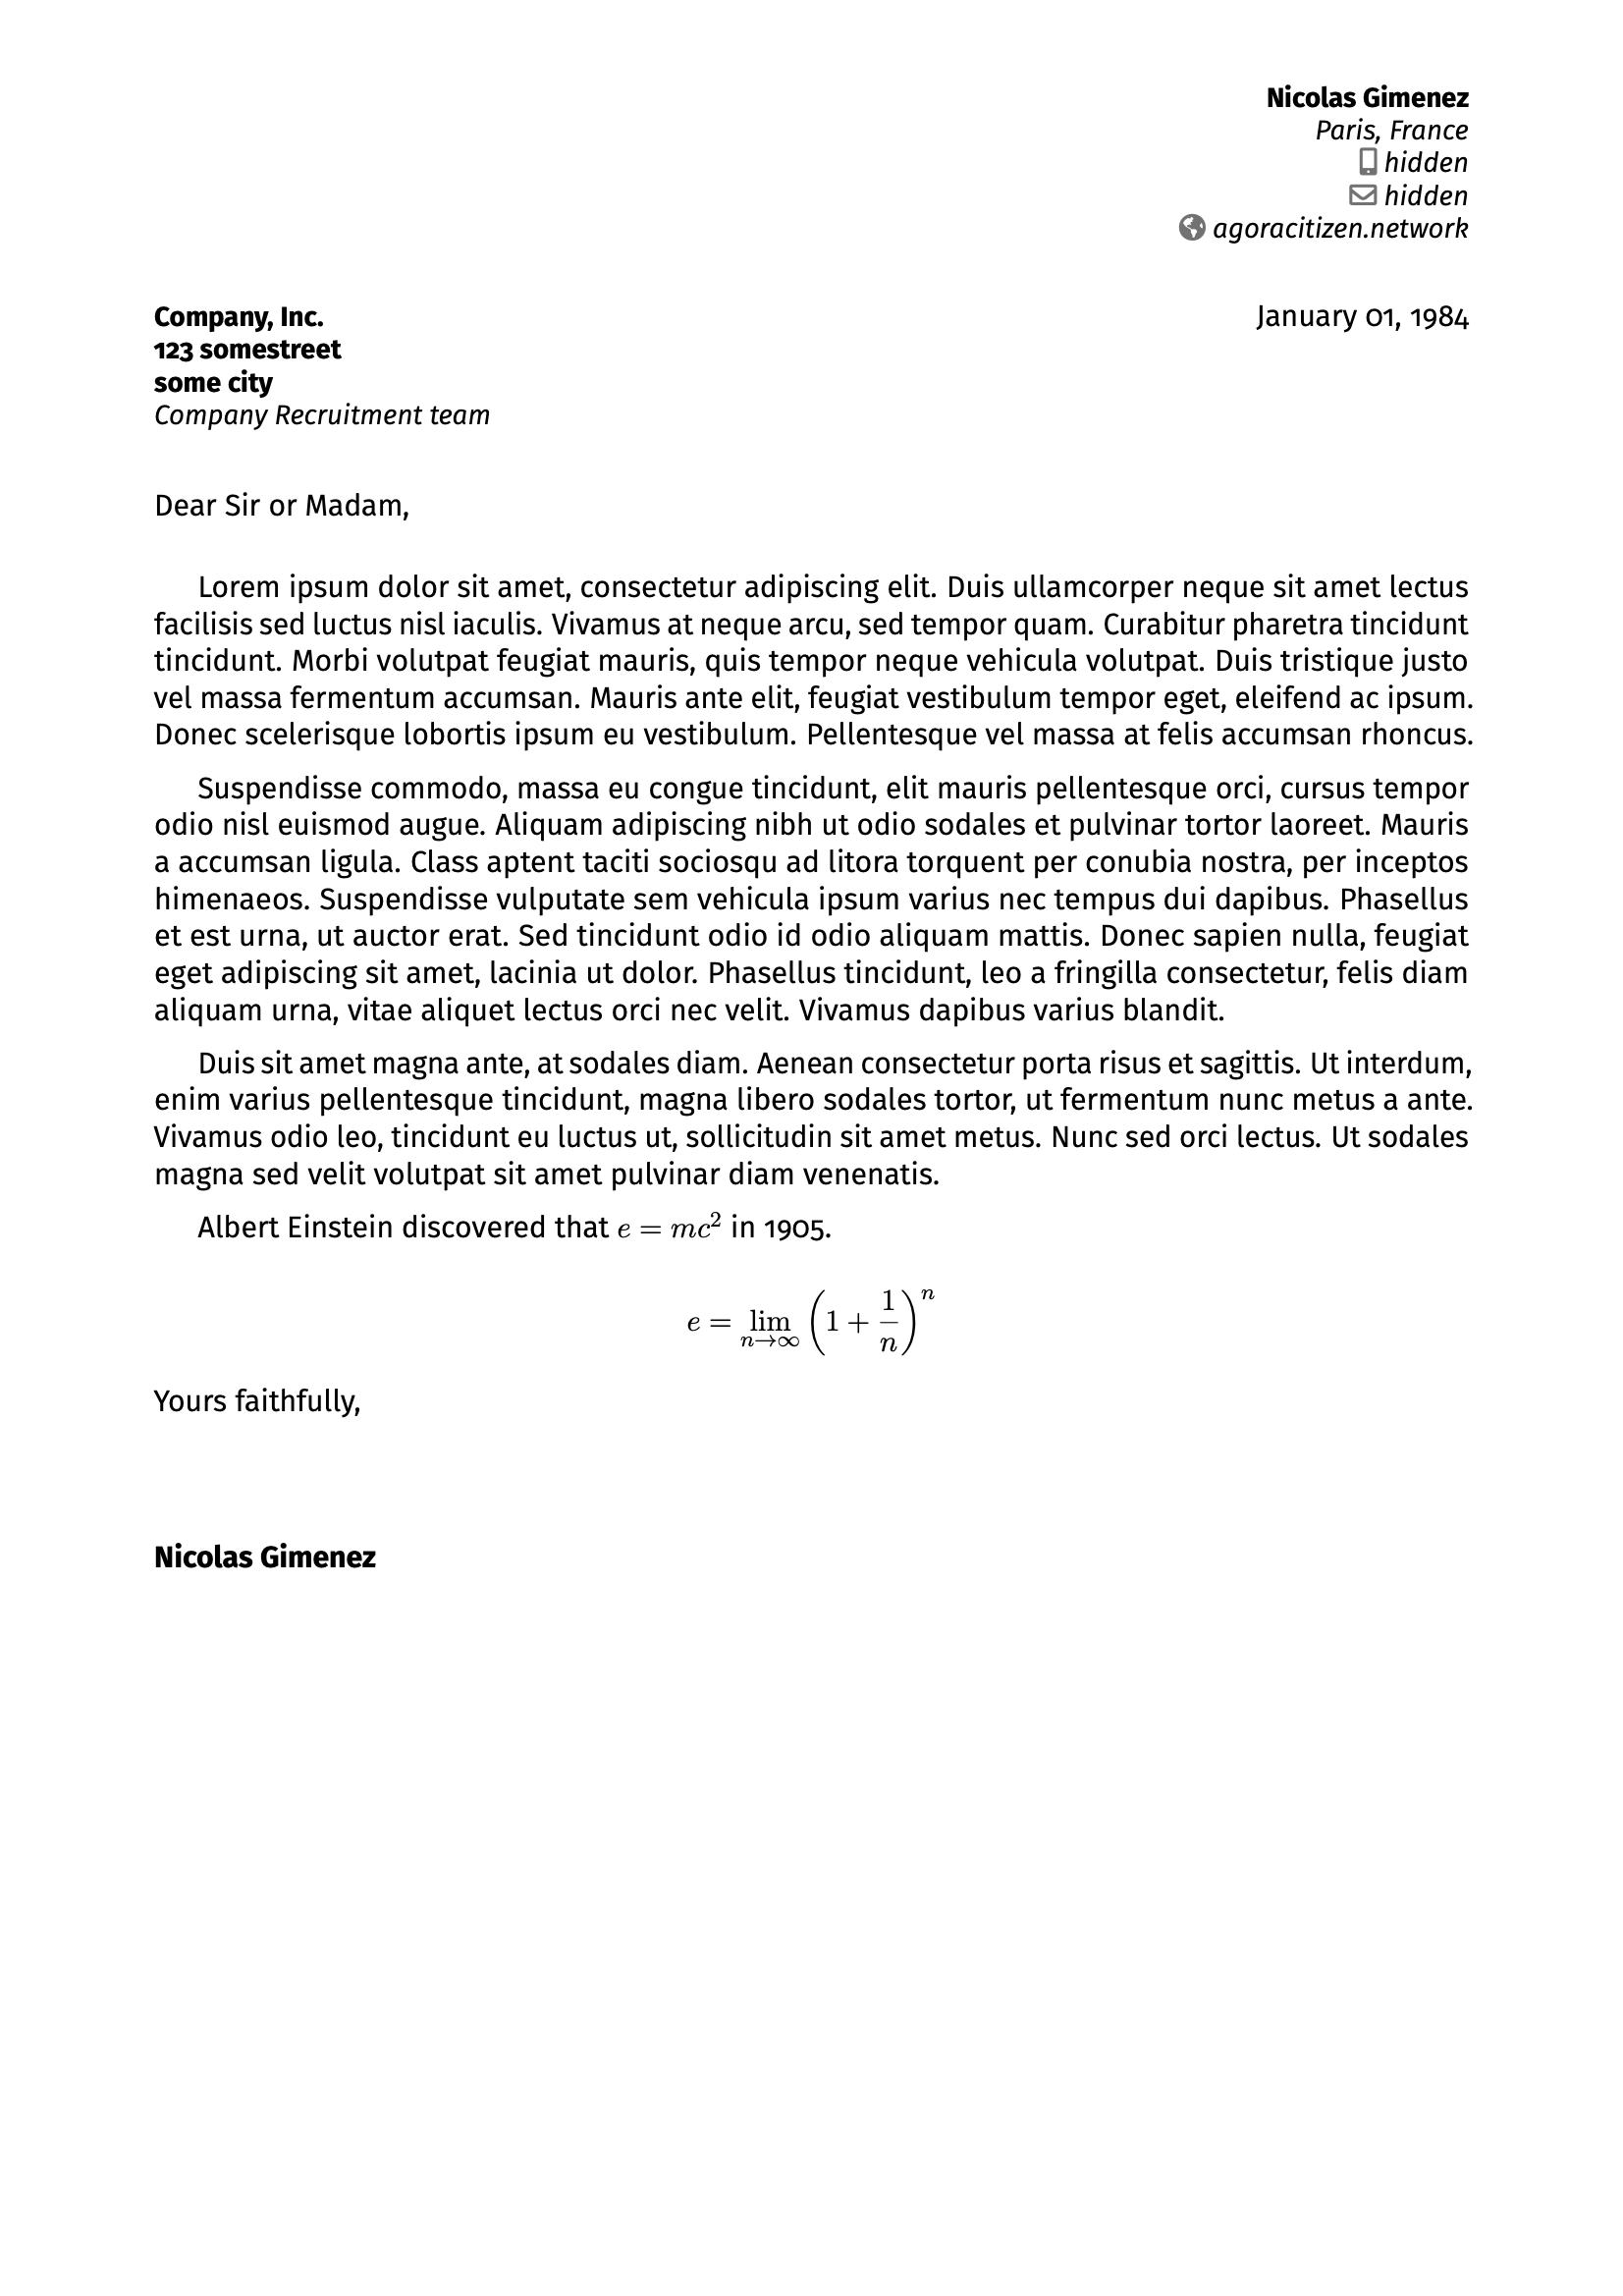 Nicolas Gimenez
Paris, France
hidden
hidden
agoracitizen.network
Company, Inc.
January 01, 1984
123 somestreet
some city
Company Recruitment team
Dear Sir or Madam,
Lorem ipsum dolor sit amet, consectetur adipiscing elit. Duis ullamcorper neque sit amet lectus
facilisis sed luctus nisl iaculis. Vivamus at neque arcu, sed tempor quam. Curabitur pharetra tincidunt
tincidunt. Morbi volutpat feugiat mauris, quis tempor neque vehicula volutpat. Duis tristique justo
vel massa fermentum accumsan. Mauris ante elit, feugiat vestibulum tempor eget, eleifend ac ipsum.
Donec scelerisque lobortis ipsum eu vestibulum. Pellentesque vel massa at felis accumsan rhoncus.
Suspendisse commodo, massa eu congue tincidunt, elit mauris pellentesque orci, cursus tempor
odio nisl euismod augue. Aliquam adipiscing nibh ut odio sodales et pulvinar tortor laoreet. Mauris
a accumsan ligula. Class aptent taciti sociosqu ad litora torquent per conubia nostra, per inceptos
himenaeos. Suspendisse vulputate sem vehicula ipsum varius nec tempus dui dapibus. Phasellus
et est urna, ut auctor erat. Sed tincidunt odio id odio aliquam mattis. Donec sapien nulla, feugiat
eget adipiscing sit amet, lacinia ut dolor. Phasellus tincidunt, leo a fringilla consectetur, felis diam
aliquam urna, vitae aliquet lectus orci nec velit. Vivamus dapibus varius blandit.
Duis sit amet magna ante, at sodales diam. Aenean consectetur porta risus et sagittis. Ut interdum,
enim varius pellentesque tincidunt, magna libero sodales tortor, ut fermentum nunc metus a ante.
Vivamus odio leo, tincidunt eu luctus ut, sollicitudin sit amet metus. Nunc sed orci lectus. Ut sodales
magna sed velit volutpat sit amet pulvinar diam venenatis.
Albert Einstein discovered that e = mc² in 1905.
e = lim n→∞ (1 + 1/n)^n
Yours faithfully,
Nicolas Gimenez